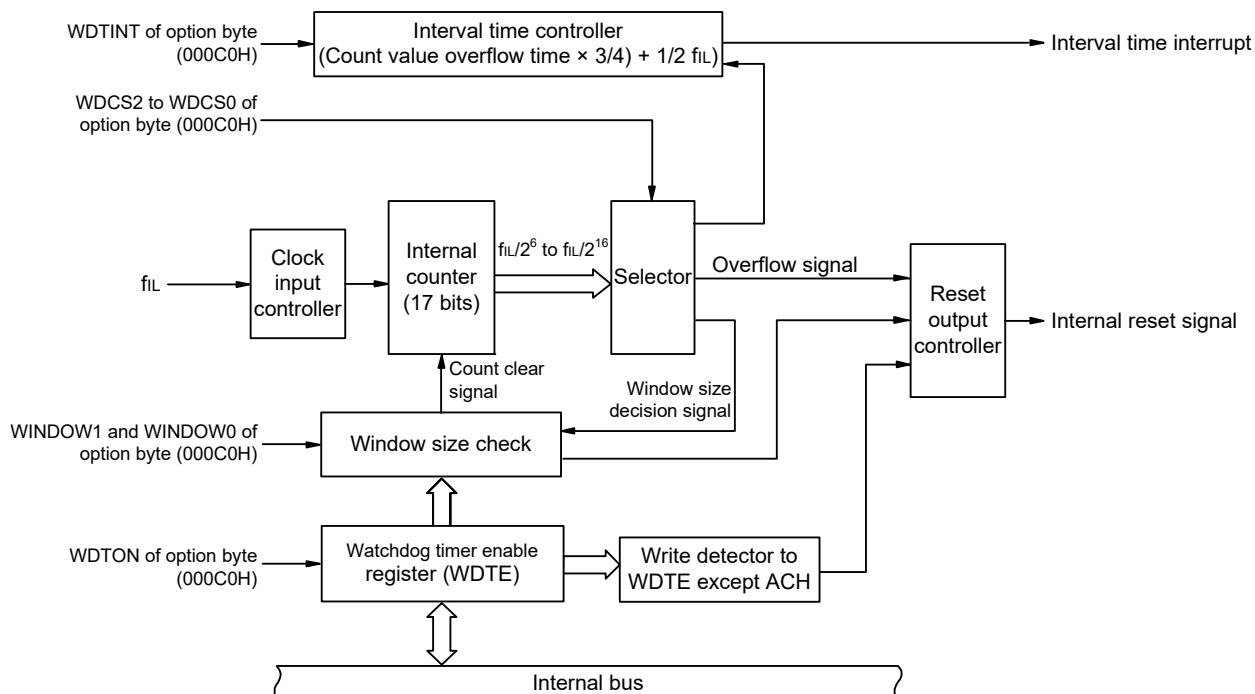 WDTINT of option byte
(000C0H)
Interval time controller
(Count value overflow time × 3/4) + 1/2 fIL)
Interval time interrupt
WDCS2 to WDCS0 of
option byte (000C0H)
fIL
Clock
input
controller
Internal
counter
(17 bits)
fIL/2⁶ to fIL/2¹⁶
Selector
Overflow signal
Reset
output
controller
Internal reset signal
Count clear
signal
Window size
decision signal
WINDOW1 and WINDOW0 of
option byte (000C0H)
Window size check
WDTON of option byte
(000C0H)
Watchdog timer enable
register (WDTE)
Write detector to
WDTE except ACH
Internal bus